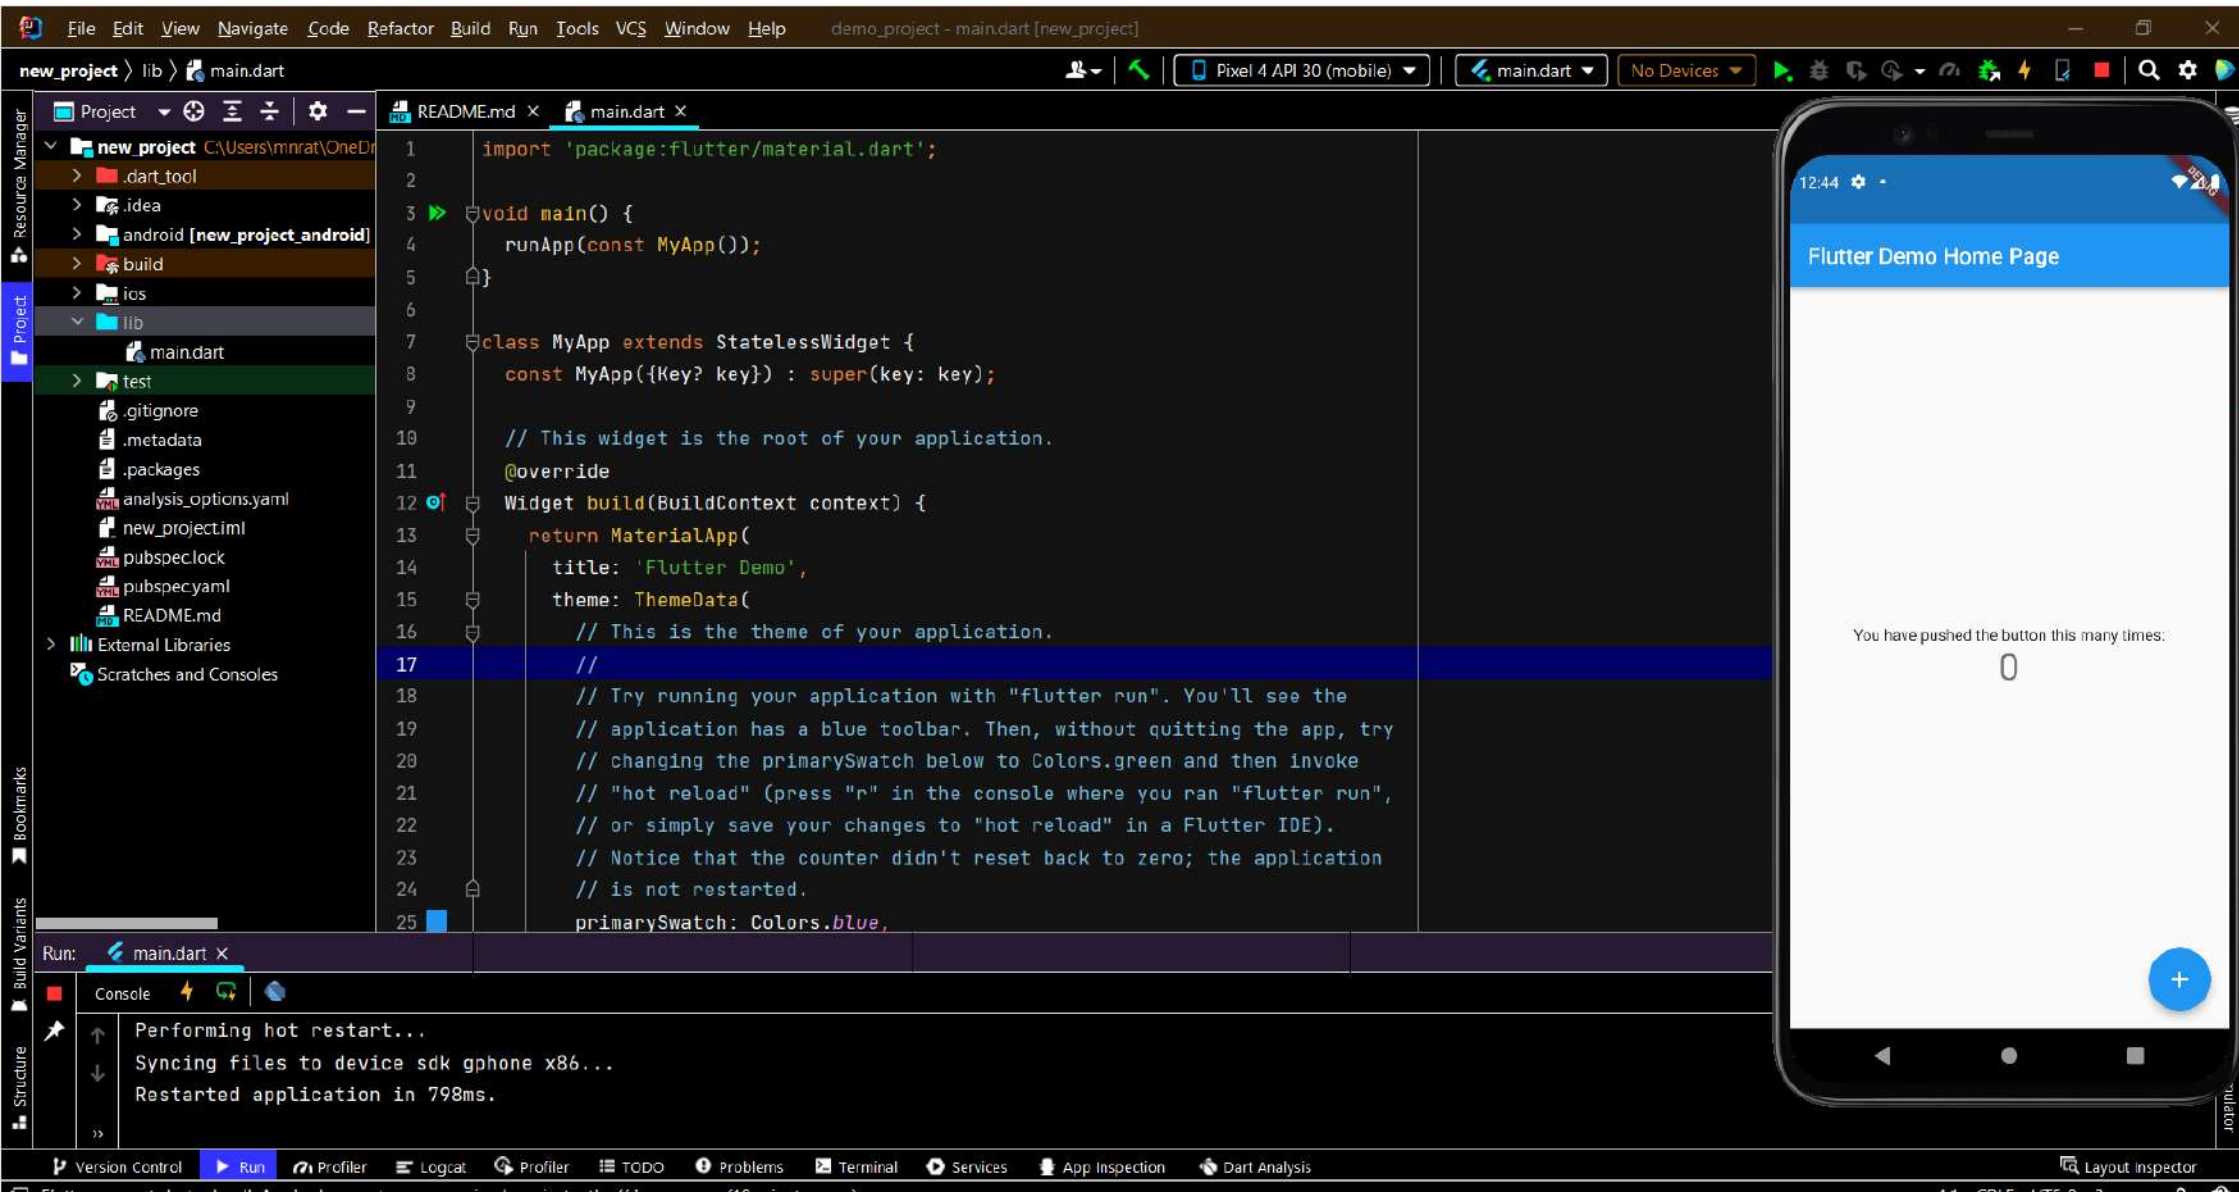 File Edit View Navigate Code Refactor Build Run Tools VCS Window Help demo_project - main.dart [new_project]
new_project lib main.dart
Pixel 4 API 30 (mobile) main.dart No Devices
Resource Manager
Project
Bookmarks
Build Variants
Structure
Project
new_project C:\Users\mnrat\OneDr
.dart_tool
.idea
android [new_project_android]
build
ios
lib
main.dart
test
.gitignore
.metadata
.packages
analysis_options.yaml
new_project.iml
pubspec.lock
pubspec.yaml
README.md
External Libraries
Scratches and Consoles
README.md main.dart
1 import 'package:flutter/material.dart';
2
3 void main() {
4 runApp(const MyApp());
5 }
6
7 class MyApp extends StatelessWidget {
8 const MyApp({Key? key}) : super(key: key);
9
10 // This widget is the root of your application.
11 @override
12 Widget build(BuildContext context) {
13 return MaterialApp(
14 title: 'Flutter Demo',
15 theme: ThemeData(
16 // This is the theme of your application.
17 //
18 // Try running your application with "flutter run". You'll see the
19 // application has a blue toolbar. Then, without quitting the app, try
20 // changing the primarySwatch below to Colors.green and then invoke
21 // "hot reload" (press "r" in the console where you ran "flutter run",
22 // or simply save your changes to "hot reload" in a Flutter IDE).
23 // Notice that the counter didn't reset back to zero; the application
24 // is not restarted.
25 primarySwatch: Colors.blue,
12:44
DEBUG
Flutter Demo Home Page
You have pushed the button this many times:
0
+
Run: main.dart
Console
Performing hot restart...
Syncing files to device sdk gphone x86...
Restarted application in 798ms.
Version Control Run Profiler Logcat Profiler TODO Problems Terminal Services App Inspection Dart Analysis Layout Inspector